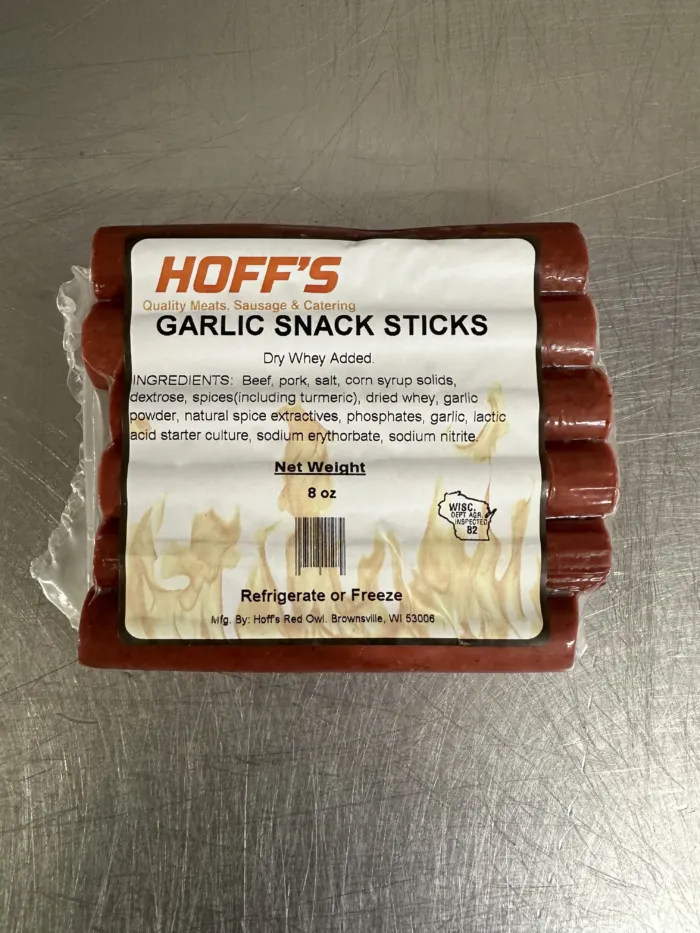 HOFF'S
Quality Meats, Sausage & Catering
GARLIC SNACK STICKS
Dry Whey Added.
INGREDIENTS: Beef, pork, salt, corn syrup solids,
dextrose, spices(including turmeric), dried whey, garlic
powder, natural spice extractives, phosphates, garlic, lactic
acid starter culture, sodium erythorbate, sodium nitrite.
Net Weight
8 oz
WISC.
DEPT AGR.
INSPECTED
82
Refrigerate or Freeze
Mfg. By: Hoff's Red Owl. Brownsville, WI 53006